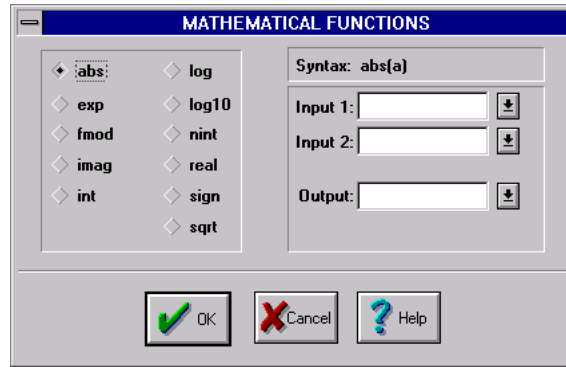 MATHEMATICAL FUNCTIONS
abs
exp
fmod
imag
int
log
log10
nint
real
sign
sqrt
Syntax: abs(a)
Input 1:
Input 2:
Output:
OK
Cancel
Help